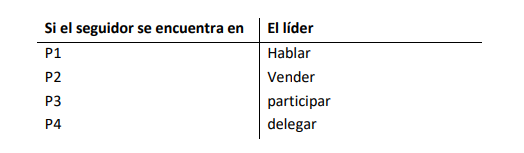 Si el seguidor se encuentra en El líder
P1 Hablar
P2 Vender
P3 participar
P4 delegar